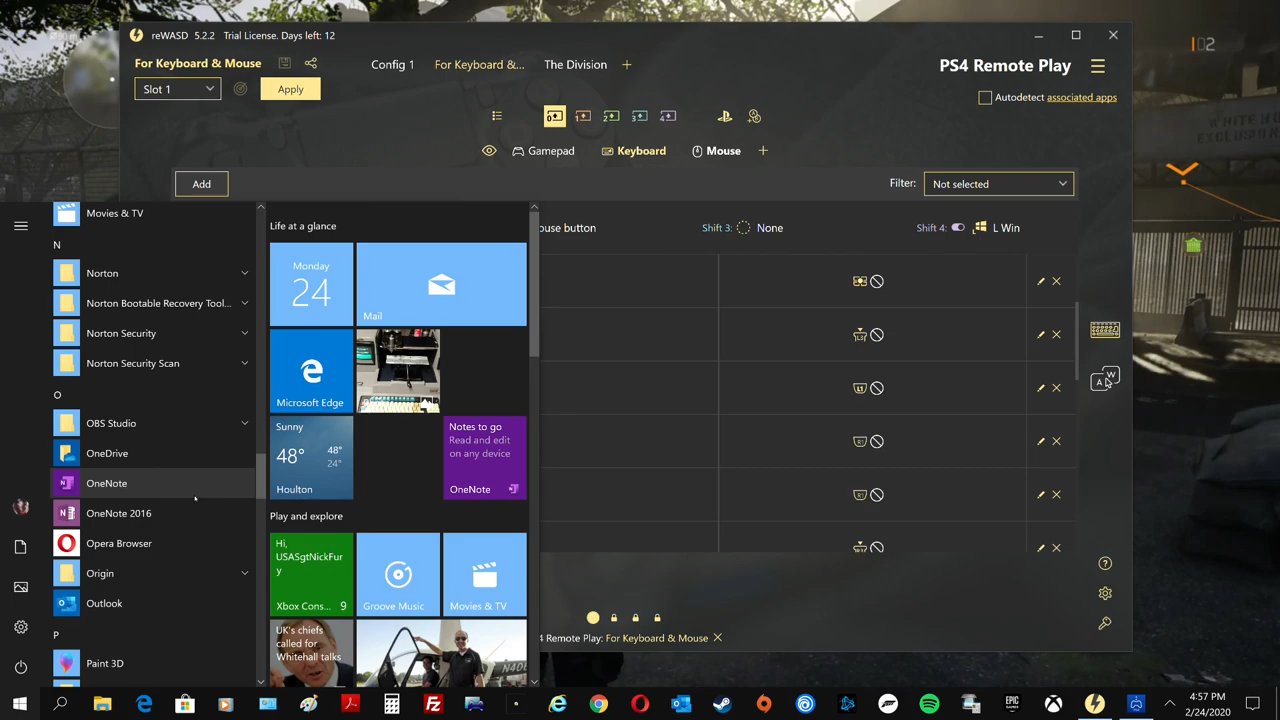 reWASD 5.2.2 Trial License. Days left: 12
102
For Keyboard & Mouse
Config 1
For Keyboard &...
The Division
PS4 Remote Play
Slot 1
Apply
Autodetect associated apps
Gamepad
Keyboard
Mouse
Add
Filter:
Not selected
ouse button
Shift 3:
None
Shift 4:
L Win
Movies & TV
N
Norton
Norton Bootable Recovery Tool...
Norton Security
Norton Security Scan
O
OBS Studio
OneDrive
OneNote
OneNote 2016
Opera Browser
Origin
Outlook
P
Paint 3D
Life at a glance
Monday
24
Mail
Microsoft Edge
Sunny
48°
48°
24°
Houlton
Notes to go
Read and edit
on any device
OneNote
Play and explore
Hi,
USASgtNickFur
y
Xbox Cons...
9
Groove Music
Movies & TV
UK's chiefs
called for
Whitehall talks
L1
R1
R1
4 Remote Play: For Keyboard & Mouse
4:57 PM
2/24/2020